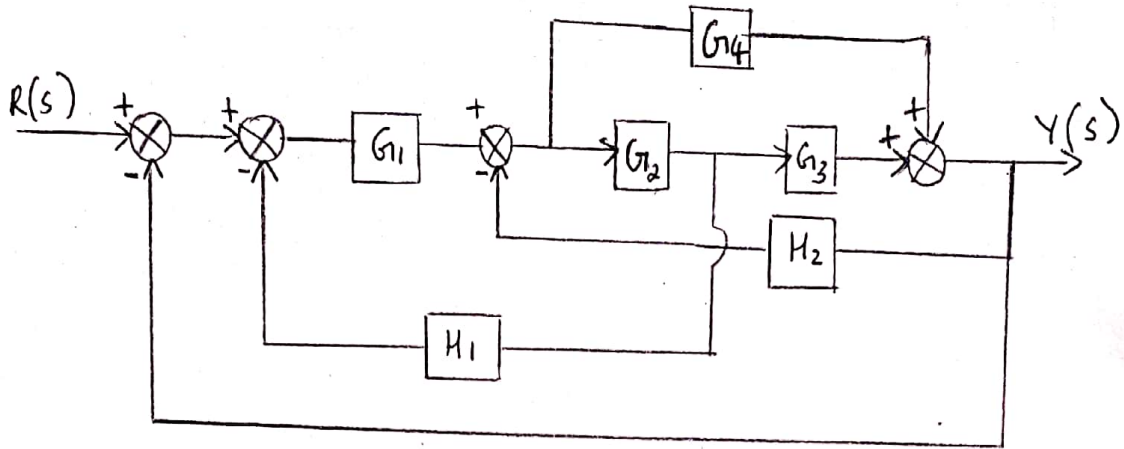 G4
R(s) + + G1 + G2 G3 + + Y(s)
- - -
H2
H1
-